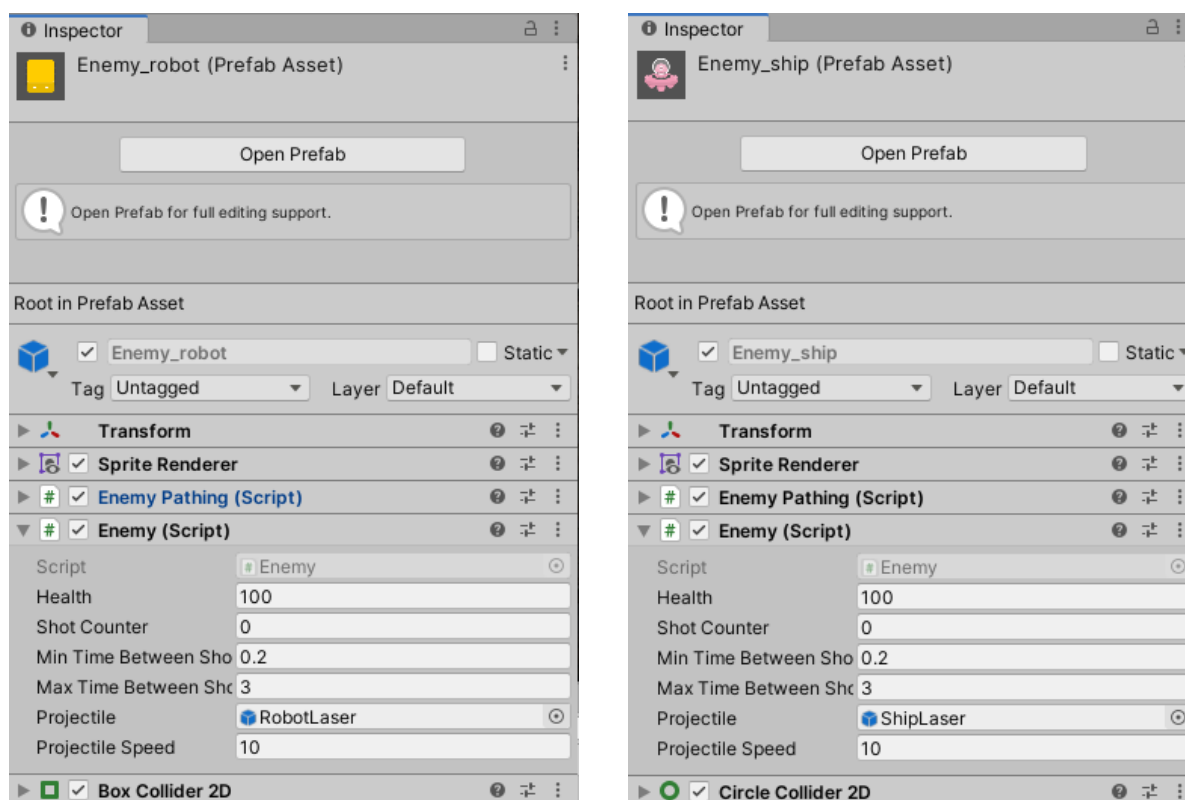 Inspector
Enemy_robot (Prefab Asset)
Open Prefab
Open Prefab for full editing support.
Root in Prefab Asset
Enemy_robot Static
Tag Untagged Layer Default
Transform
Sprite Renderer
# Enemy Pathing (Script)
# Enemy (Script)
Script # Enemy
Health 100
Shot Counter 0
Min Time Between Sho 0.2
Max Time Between Sho 3
Projectile RobotLaser
Projectile Speed 10
Box Collider 2D
Inspector
Enemy_ship (Prefab Asset)
Open Prefab
Open Prefab for full editing support.
Root in Prefab Asset
Enemy_ship Static
Tag Untagged Layer Default
Transform
Sprite Renderer
# Enemy Pathing (Script)
# Enemy (Script)
Script # Enemy
Health 100
Shot Counter 0
Min Time Between Sho 0.2
Max Time Between Sho 3
Projectile ShipLaser
Projectile Speed 10
Circle Collider 2D